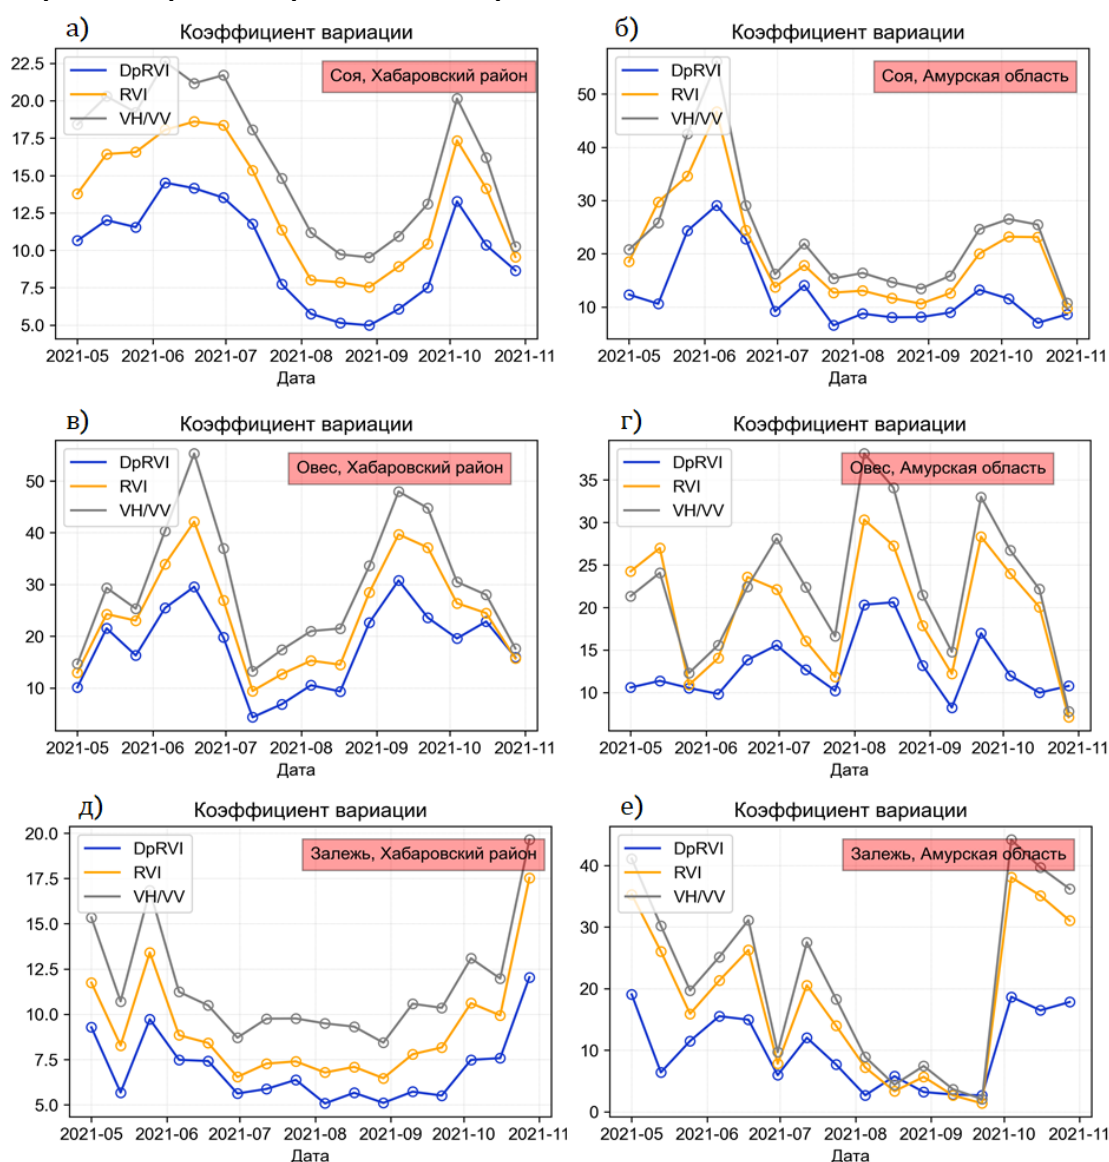 а)
Коэффициент вариации
DpRVI
RVI
VH/VV
Соя, Хабаровский район
22.5
20.0
17.5
15.0
12.5
10.0
7.5
5.0
2021-05 2021-06 2021-07 2021-08 2021-09 2021-10 2021-11
Дата
б)
Коэффициент вариации
DpRVI
RVI
VH/VV
Соя, Амурская область
50
40
30
20
10
2021-05 2021-06 2021-07 2021-08 2021-09 2021-10 2021-11
Дата
в)
Коэффициент вариации
DpRVI
RVI
VH/VV
Овес, Хабаровский район
50
40
30
20
10
2021-05 2021-06 2021-07 2021-08 2021-09 2021-10 2021-11
Дата
г)
Коэффициент вариации
DpRVI
RVI
VH/VV
Овес, Амурская область
35
30
25
20
15
10
2021-05 2021-06 2021-07 2021-08 2021-09 2021-10 2021-11
Дата
д)
Коэффициент вариации
DpRVI
RVI
VH/VV
Залежь, Хабаровский район
20.0
17.5
15.0
12.5
10.0
7.5
5.0
2021-05 2021-06 2021-07 2021-08 2021-09 2021-10 2021-11
Дата
е)
Коэффициент вариации
DpRVI
RVI
VH/VV
Залежь, Амурская область
40
30
20
10
0
2021-05 2021-06 2021-07 2021-08 2021-09 2021-10 2021-11
Дата